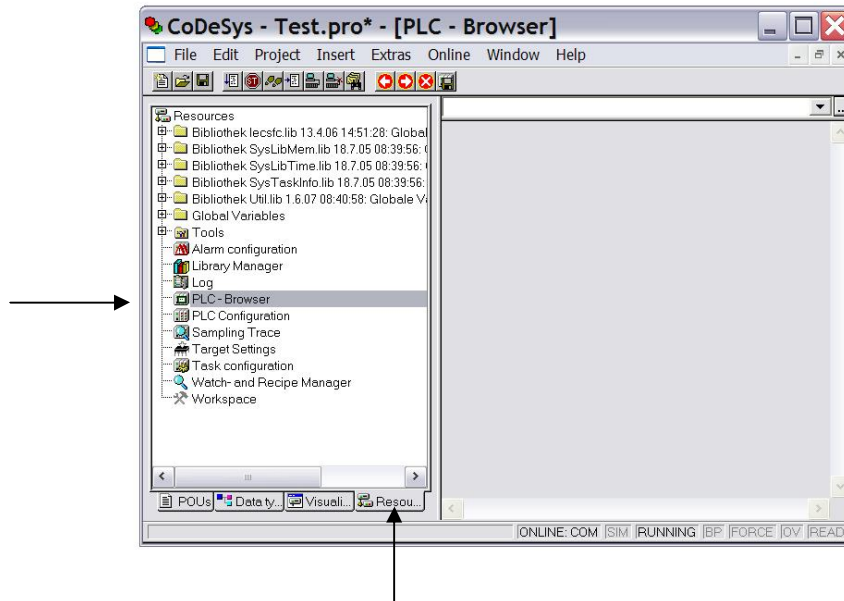 CoDeSys - Test.pro* - [PLC - Browser]
File Edit Project Insert Extras Online Window Help
Resources
Bibliothek Iecsfc.lib 13.4.06 14:51:28: Global
Bibliothek SysLibMem.lib 18.7.05 08:39:56:
Bibliothek SysLibTime.lib 18.7.05 08:39:56:
Bibliothek SysTaskInfo.lib 18.7.05 08:39:56:
Bibliothek Util.lib 1.6.07 08:40:58: Globale
Global Variables
Tools
Alarm configuration
Library Manager
Log
PLC - Browser
PLC Configuration
Sampling Trace
Target Settings
Task configuration
Watch- and Recipe Manager
Workspace
POUs Data ty... Visuali... Resou...
ONLINE: COM SIM RUNNING BP FORCE OV READ